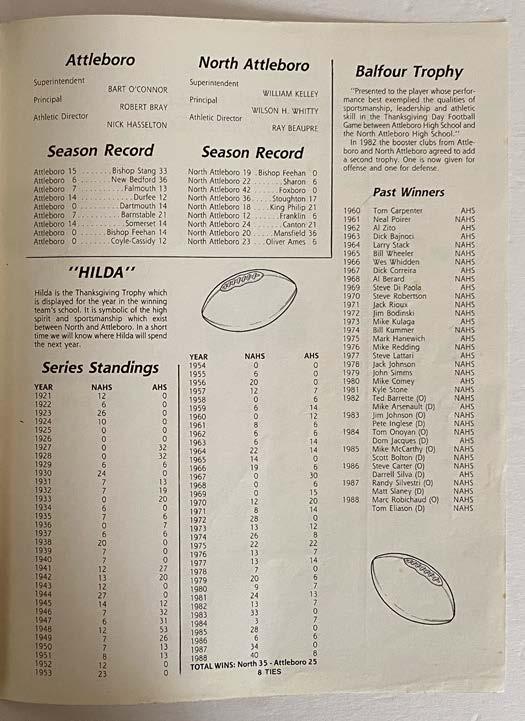 Attleboro
Superintendent
BART O'CONNOR
Principal
ROBERT BRAY
Athletic Director
NICK HASSELTON
Season Record
Attleboro 15 . . . . . . . Bishop Stang 33
Attleboro 6 . . . . . . . New Bedford 36
Attleboro 7 . . . . . . . . . Falmouth 13
Attleboro 14 . . . . . . . . . . Durfee 12
Attleboro 0 . . . . . . . . Dartmouth 14
Attleboro 7 . . . . . . . . Barnstable 21
Attleboro 14 . . . . . . . . Somerset 14
Attleboro 0 . . . . . Bishop Feehan 14
Attleboro 0 . . . . . Coyle-Cassidy 12
North Attleboro
Superintendent
WILLIAM KELLEY
Principal
WILSON H. WHITTY
Athletic Director
RAY BEAUPRE
Season Record
North Attleboro 19 . Bishop Feehan 0
North Attleboro 22 . . . . . . . Sharon 6
North Attleboro 42 . . . . . . Foxboro 0
North Attleboro 36 . . . . . Stoughton 17
North Attleboro 18 . . . . King Philip 21
North Attleboro 12 . . . . . . Franklin 6
North Attleboro 24 . . . . . . Canton 21
North Attleboro 20 . . . . . Mansfield 36
North Attleboro 23 . . . Oliver Ames 6
"HILDA"
Hilda is the Thanksgiving Trophy which
is displayed for the year in the winning
team's school. It is symbolic of the high
spirit and sportsmanship which exist
between North and Attleboro. In a short
time we will know where Hilda will spend
the next year.
Series Standings
YEAR NAHS AHS
1921 12 0
1922 6 0
1923 26 0
1924 10 0
1925 0 0
1926 0 0
1927 0 32
1928 0 32
1929 6 6
1930 24 0
1931 7 13
1932 7 19
1933 0 20
1934 6 0
1935 7 6
1936 0 7
1937 6 6
1938 20 0
1939 7 0
1940 7 0
1941 12 27
1942 13 20
1943 12 0
1944 27 0
1945 14 12
1946 7 32
1947 6 31
1948 12 53
1949 7 26
1950 7 13
1951 8 13
1952 12 0
1953 23 0
YEAR NAHS AHS
1954 0 0
1955 6 0
1956 20 0
1957 12 7
1958 0 6
1959 6 14
1960 0 12
1961 8 6
1962 6 6
1963 6 14
1964 22 14
1965 14 0
1966 19 6
1967 0 30
1968 6 6
1969 0 15
1970 12 20
1971 8 14
1972 28 0
1973 13 12
1974 26 8
1975 22 22
1976 13 7
1977 13 14
1978 7 0
1979 20 6
1980 9 7
1981 24 13
1982 13 7
1983 33 0
1984 3 7
1985 28 0
1986 6 6
1987 34 0
1988 40 8
TOTAL WINS: North 35 - Attleboro 25
8 TIES
Balfour Trophy
"Presented to the player whose perfor-
mance best exemplified the qualities of
sportsmanship, leadership and athletic
skill in the Thanksgiving Day Football
Game between Attleboro High School and
the North Attleboro High School."
In 1982 the booster clubs from Attle-
boro and North Attleboro agreed to add
a second trophy. One is now given for
offense and one for defense.
Past Winners
1960 Tom Carpenter AHS
1961 Neal Poirer NAHS
1962 Al Zito AHS
1963 Dick Bajnoci AHS
1964 Larry Stack NAHS
1965 Bill Wheeler NAHS
1966 Wes Whidden NAHS
1967 Dick Correira AHS
1968 Al Berard NAHS
1969 Steve Di Paola AHS
1970 Steve Robertson NAHS
1971 Jack Rioux NAHS
1972 Jim Bodinski NAHS
1973 Mike Kulaga AHS
1974 Bill Kummer NAHS
1975 Mark Hanewich AHS
1976 Mike Redding NAHS
1977 Steve Lattari AHS
1978 Jack Johnson NAHS
1979 John Simms NAHS
1980 Mike Comey AHS
1981 Kyle Stone NAHS
1982 Ted Barrette (O) NAHS
Mike Arsenault (D) AHS
1983 Jim Johnson (O) NAHS
Pete Inglese (D) NAHS
1984 Tom Onoyan (O) NAHS
Dom Jacques (D) AHS
1985 Mike McCarthy (O) NAHS
Scott Bolton (D) NAHS
1986 Steve Carter (O) NAHS
Darrell Silva (D) AHS
1987 Randy Silvestri (O) NAHS
Matt Slaney (D) NAHS
1988 Marc Robichaud (O) NAHS
Tom Eliason (D) NAHS